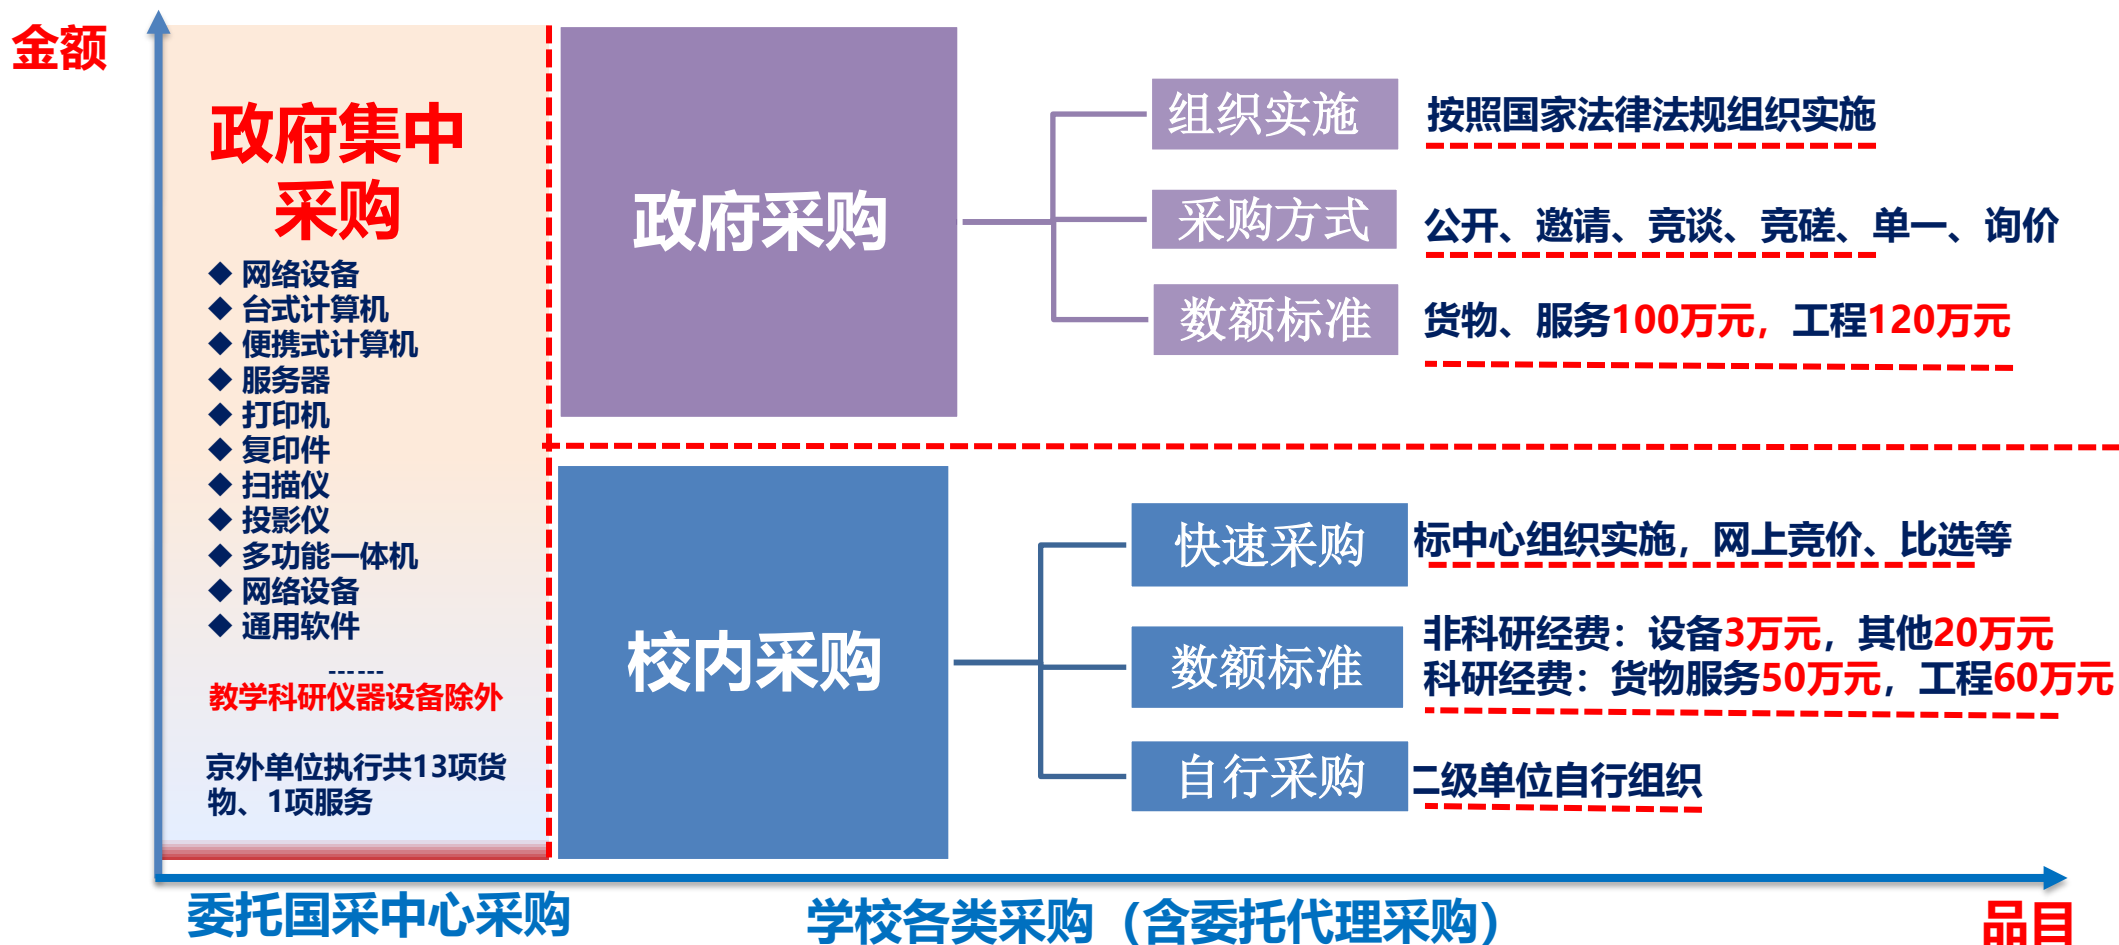 金额
政府集中
采购
◆ 网络设备
◆ 台式计算机
◆ 便携式计算机
◆ 服务器
◆ 打印机
◆ 复印件
◆ 扫描仪
◆ 投影仪
◆ 多功能一体机
◆ 网络设备
◆ 通用软件
------
教学科研仪器设备除外
京外单位执行共13项货
物、1项服务
政府采购
组织实施
按照国家法律法规组织实施
采购方式
公开、邀请、竞谈、竞磋、单一、询价
数额标准
货物、服务100万元，工程120万元
校内采购
快速采购
标中心组织实施，网上竞价、比选等
数额标准
非科研经费：设备3万元，其他20万元
科研经费：货物服务50万元，工程60万元
自行采购
二级单位自行组织
委托国采中心采购
学校各类采购（含委托代理采购）
品目